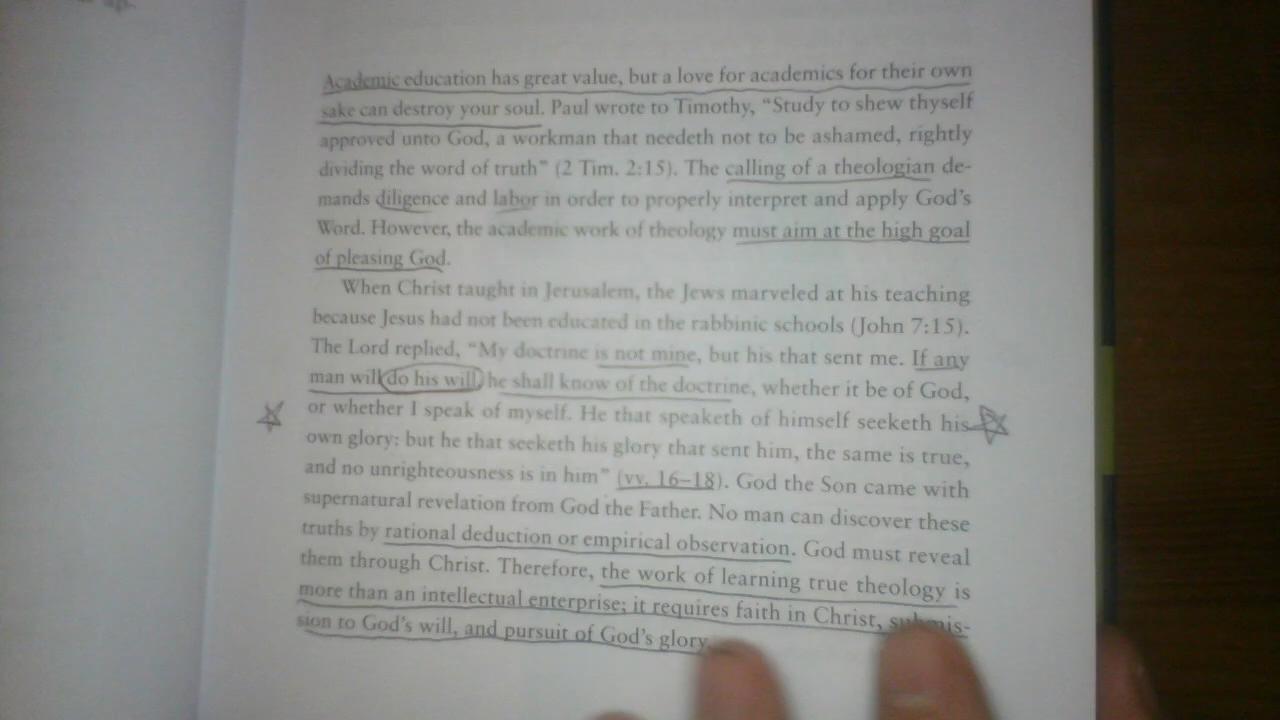 Academic education has great value, but a love for academics for their own
sake can destroy your soul. Paul wrote to Timothy, “Study to shew thyself
approved unto God, a workman that needeth not to be ashamed, rightly
dividing the word of truth” (2 Tim. 2:15). The calling of a theologian de-
mands diligence and labor in order to properly interpret and apply God’s
Word. However, the academic work of theology must aim at the high goal
of pleasing God.
When Christ taught in Jerusalem, the Jews marveled at his teaching
because Jesus had not been educated in the rabbinic schools (John 7:15).
The Lord replied, “My doctrine is not mine, but his that sent me. If any
man will do his will, he shall know of the doctrine, whether it be of God,
or whether I speak of myself. He that speaketh of himself seeketh his
own glory: but he that seeketh his glory that sent him, the same is true,
and no unrighteousness is in him” (vv. 16–18). God the Son came with
supernatural revelation from God the Father. No man can discover these
truths by rational deduction or empirical observation. God must reveal
them through Christ. Therefore, the work of learning true theology is
more than an intellectual enterprise; it requires faith in Christ, submis-
sion to God’s will, and pursuit of God’s glory.